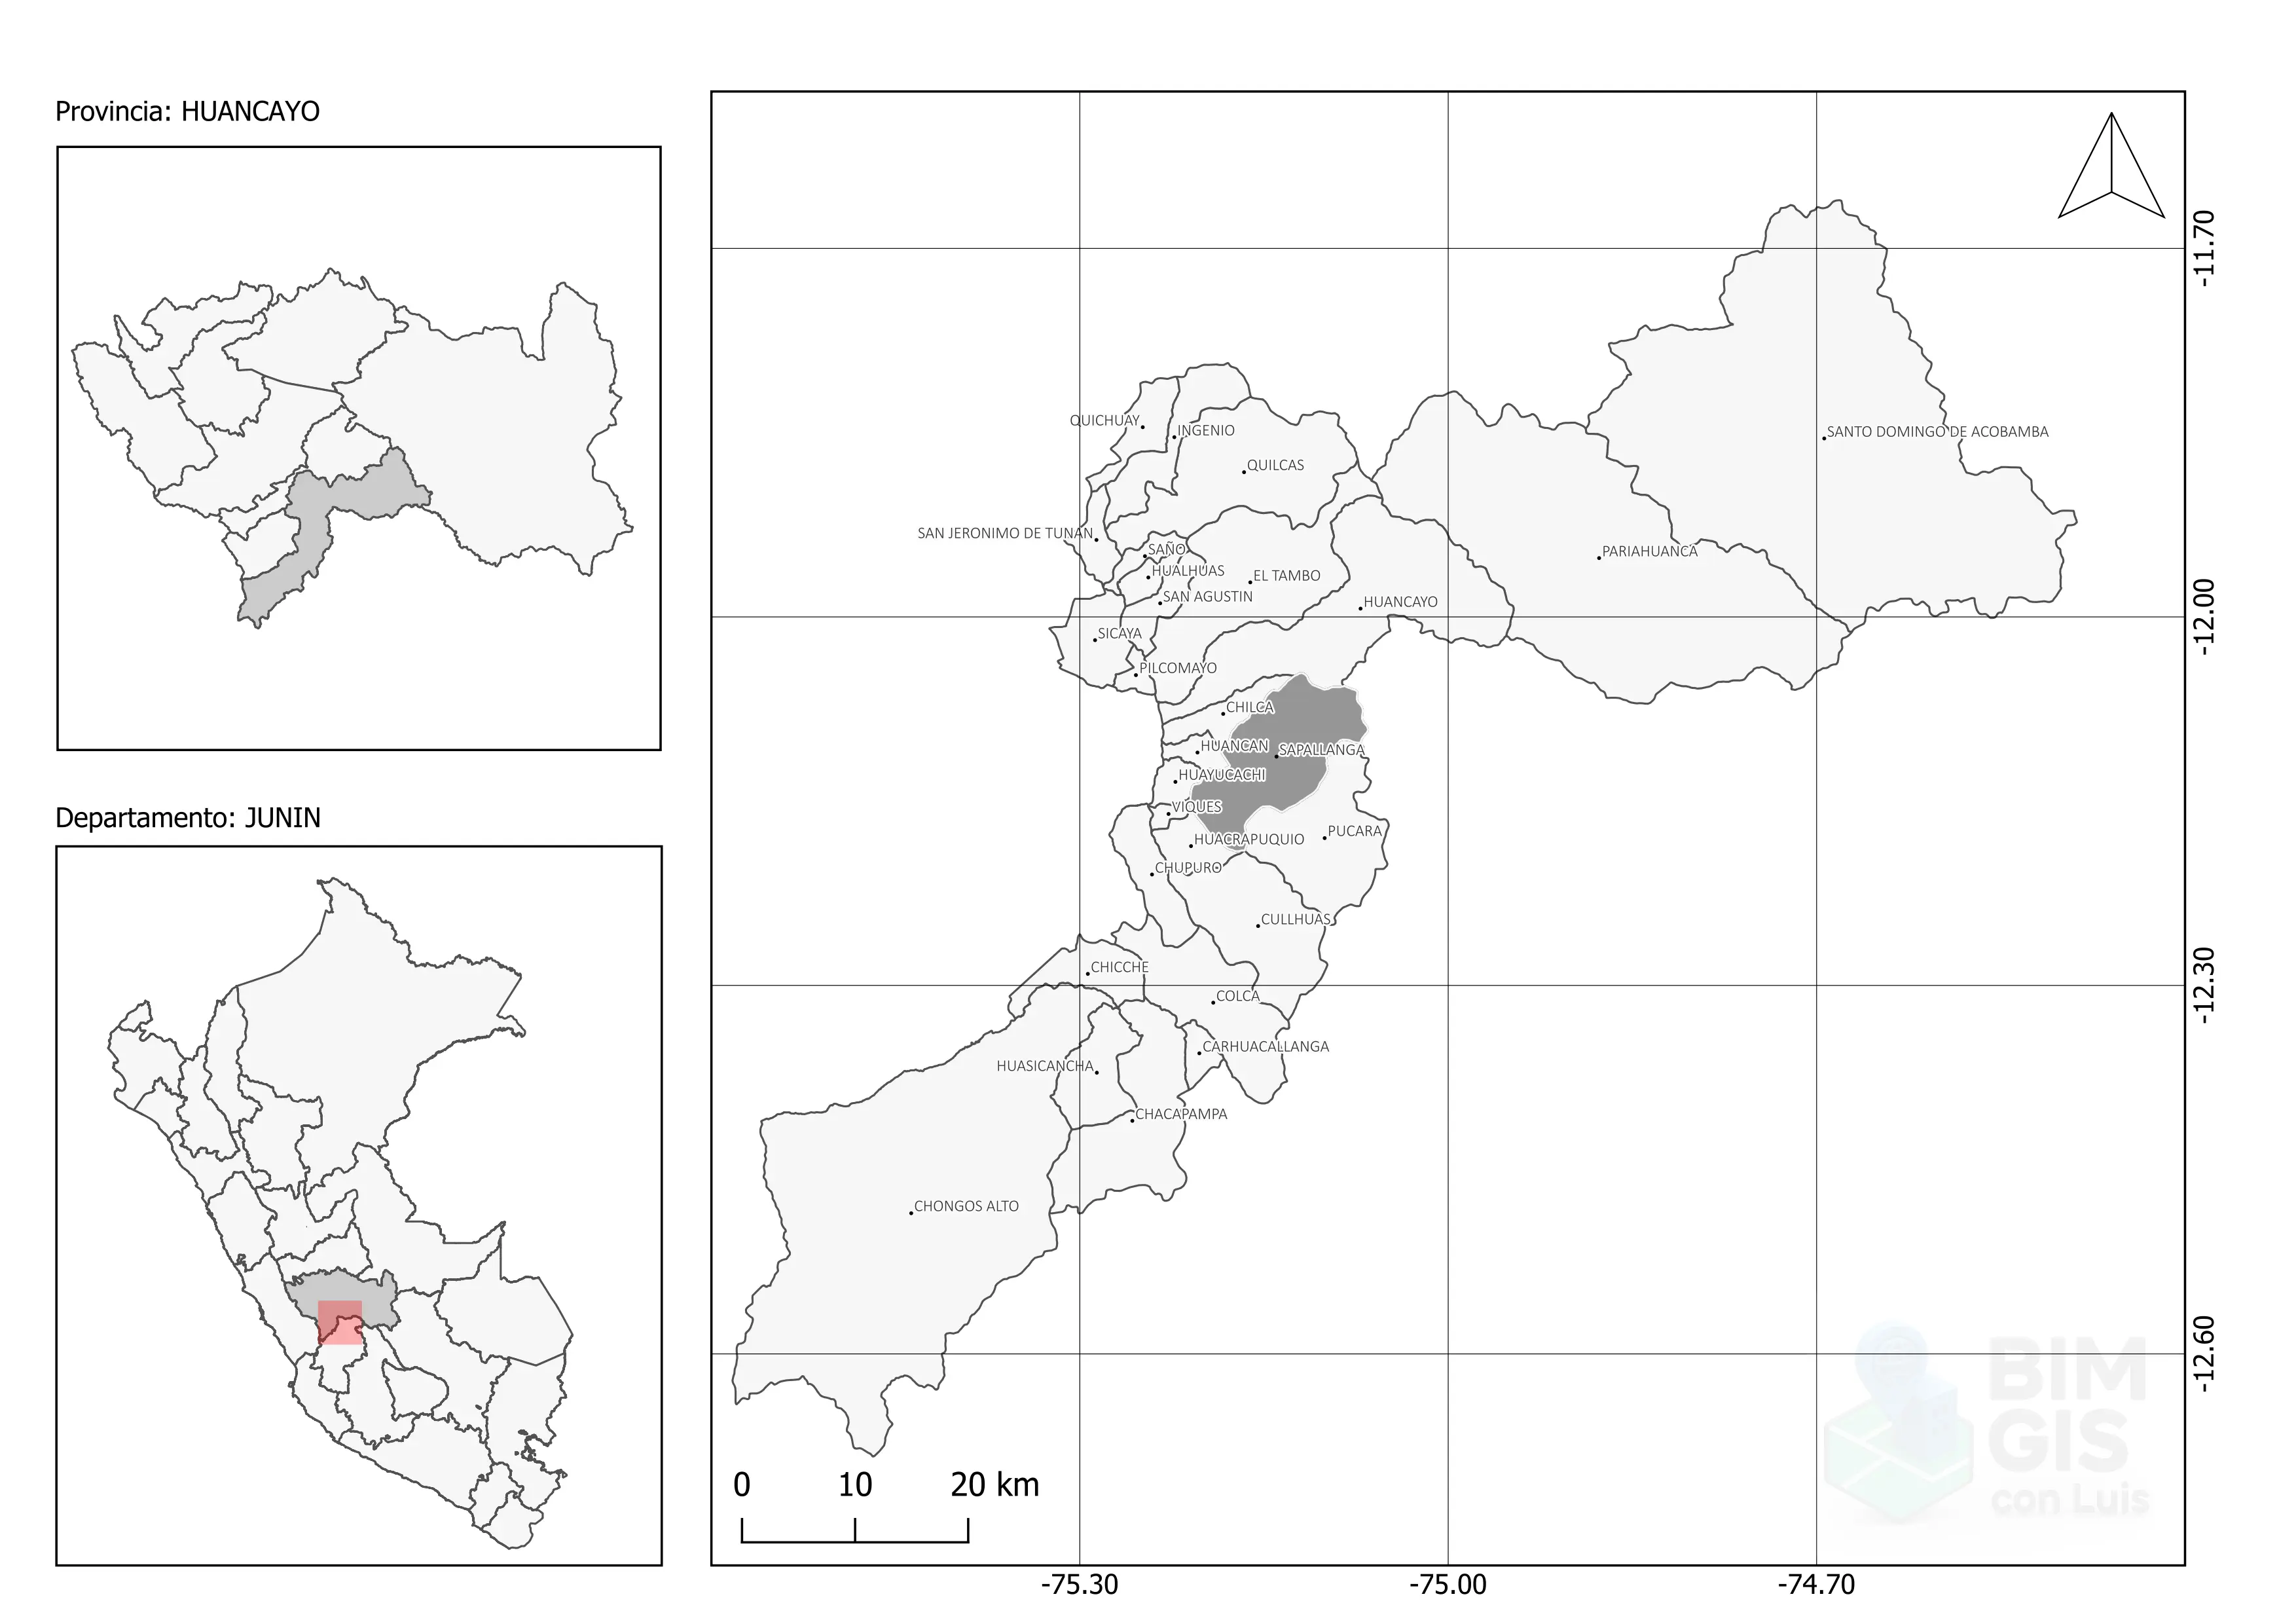 Provincia: HUANCAYO
Departamento: JUNIN
QUICHUAY
INGENIO
SANTO DOMINGO DE ACOBAMBA
QUILCAS
SAN JERONIMO DE TUNAN
SAÑO
PARIAHUANCA
HUALHUAS
EL TAMBO
SAN AGUSTIN
HUANCAYO
SICAYA
PILCOMAYO
CHILCA
HUANCAN
SAPALLANGA
HUAYUCACHI
VIQUES
HUACRAPUQUIO
PUCARA
CHUPURO
CULLHUAS
CHICCHE
COLCA
CARHUACALLANGA
HUASICANCHA
CHACAPAMPA
CHONGOS ALTO
0 10 20 km
-11.70
-12.00
-12.30
-12.60
-75.30 -75.00 -74.70
BIM
GIS
con Luis